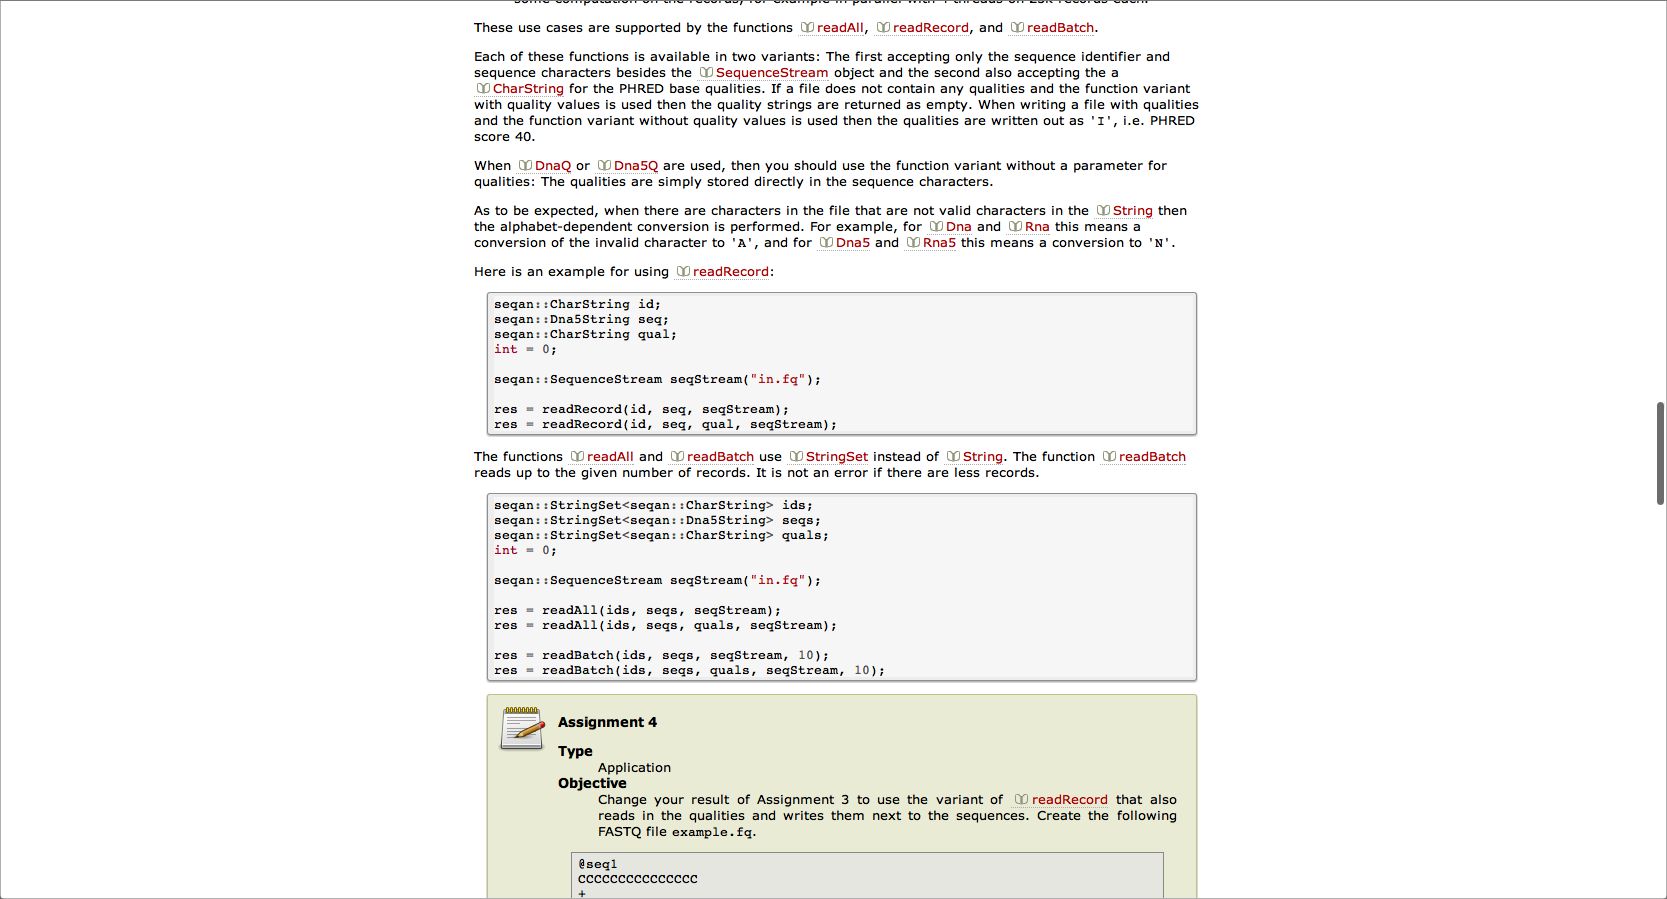 some computation on the records, for example in parallel with 4 threads on 25k records each.
These use cases are supported by the functions readAll, readRecord, and readBatch.
Each of these functions is available in two variants: The first accepting only the sequence identifier and
sequence characters besides the SequenceStream object and the second also accepting the a
CharString for the PHRED base qualities. If a file does not contain any qualities and the function variant
with quality values is used then the quality strings are returned as empty. When writing a file with qualities
and the function variant without quality values is used then the qualities are written out as 'I', i.e. PHRED
score 40.
When DnaQ or Dna5Q are used, then you should use the function variant without a parameter for
qualities: The qualities are simply stored directly in the sequence characters.
As to be expected, when there are characters in the file that are not valid characters in the String then
the alphabet-dependent conversion is performed. For example, for Dna and Rna this means a
conversion of the invalid character to 'A', and for Dna5 and Rna5 this means a conversion to 'N'.
Here is an example for using readRecord:
seqan::CharString id;
seqan::Dna5String seq;
seqan::CharString qual;
int = 0;
seqan::SequenceStream seqStream("in.fq");
res = readRecord(id, seq, seqStream);
res = readRecord(id, seq, qual, seqStream);
The functions readAll and readBatch use StringSet instead of String. The function readBatch
reads up to the given number of records. It is not an error if there are less records.
seqan::StringSet<seqan::CharString> ids;
seqan::StringSet<seqan::Dna5String> seqs;
seqan::StringSet<seqan::CharString> quals;
int = 0;
seqan::SequenceStream seqStream("in.fq");
res = readAll(ids, seqs, seqStream);
res = readAll(ids, seqs, quals, seqStream);
res = readBatch(ids, seqs, seqStream, 10);
res = readBatch(ids, seqs, quals, seqStream, 10);
Assignment 4
Type
Application
Objective
Change your result of Assignment 3 to use the variant of readRecord that also
reads in the qualities and writes them next to the sequences. Create the following
FASTQ file example.fq.
@seq1
CCCCCCCCCCCCCCC
+